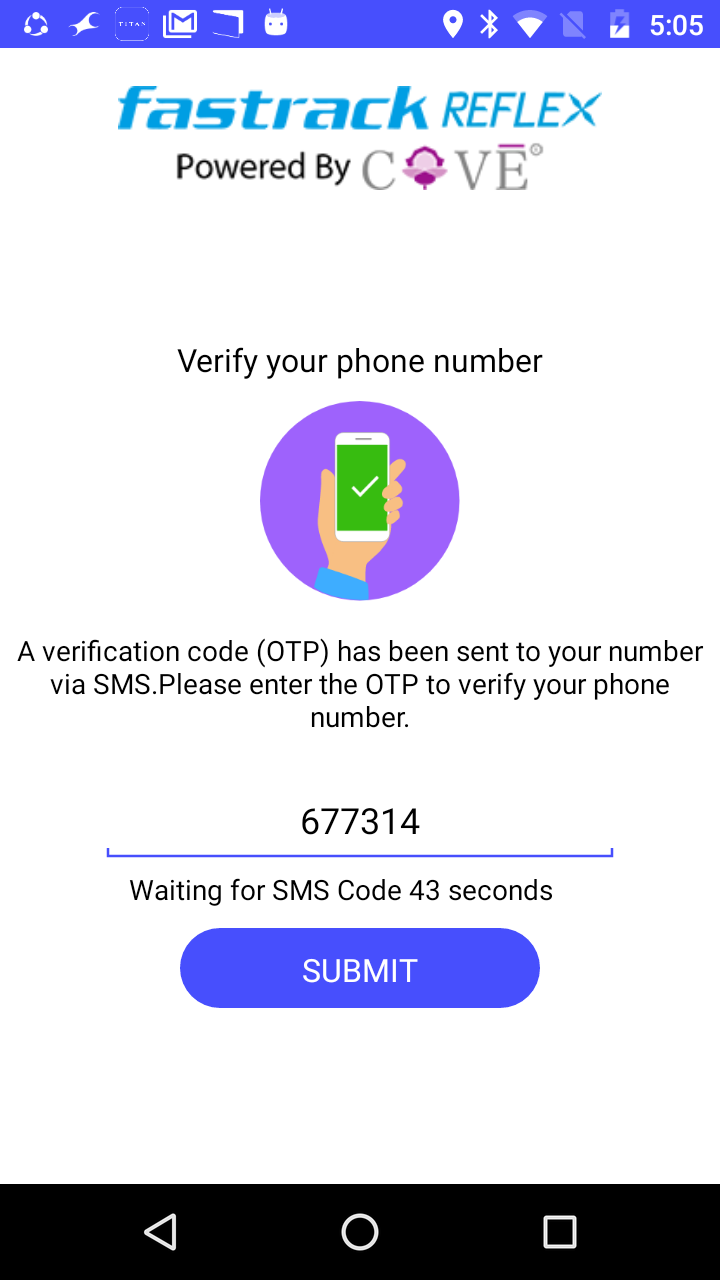 TITAN
5:05
fastrack REFLEX
Powered By COVE®
Verify your phone number
A verification code (OTP) has been sent to your number
via SMS.Please enter the OTP to verify your phone
number.
677314
Waiting for SMS Code 43 seconds
SUBMIT